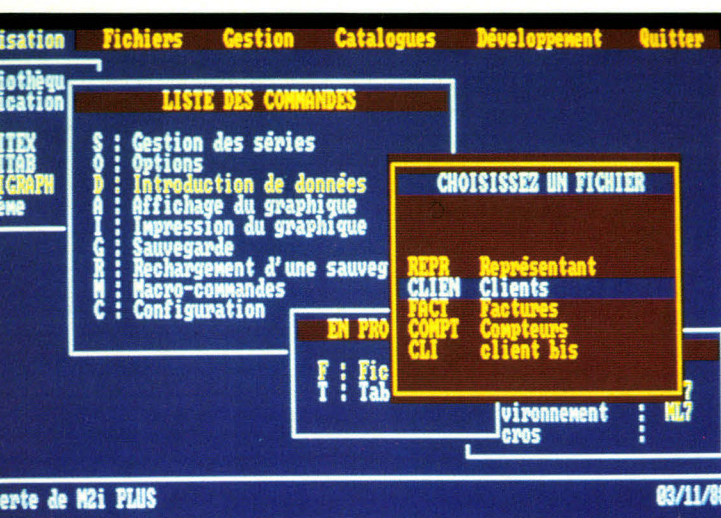 isation Fichiers Gestion Catalogues Développement Quitter
iothèqu
ication
ITEX
ITAB
IGRAPH
ème
LISTE DES COMMANDES
S : Gestion des séries
O : Options
D : Introduction de données
A : Affichage du graphique
I : Impression du graphique
G : Sauvegarde
R : Rechargement d'une sauveg
M : Macro-commandes
C : Configuration
CHOISISSEZ UN FICHIER
REPR Représentant
CLIEN Clients
FACT Factures
COMPT Compteurs
CLI client bis
EN PRO
F : Fic
T : Tab
7
vironnement : ML7
cros :
erte de M2i PLUS
03/11/8